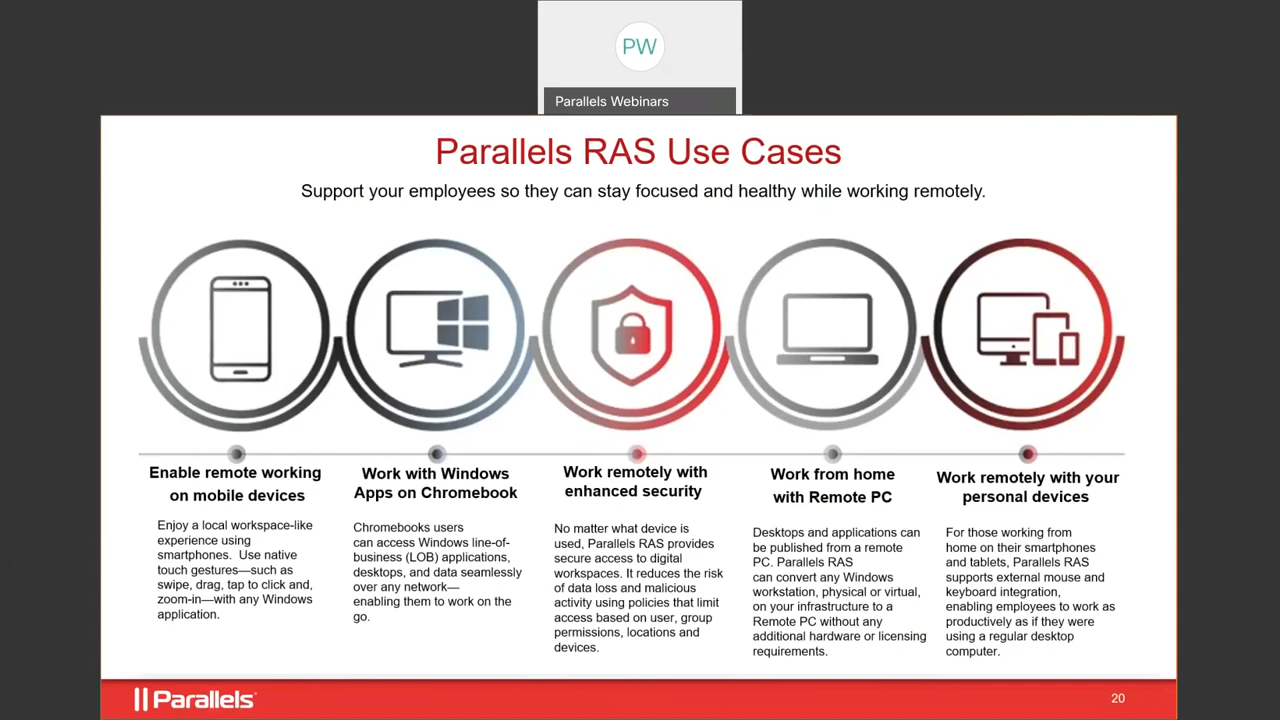 PW
Parallels Webinars
Parallels RAS Use Cases
Support your employees so they can stay focused and healthy while working remotely.
Enable remote working
on mobile devices
Enjoy a local workspace-like
experience using
smartphones.  Use native
touch gestures—such as
swipe, drag, tap to click and,
zoom-in—with any Windows
application.
Work with Windows
Apps on Chromebook
Chromebooks users
can access Windows line-of-
business (LOB) applications,
desktops, and data seamlessly
over any network—
enabling them to work on the
go.
Work remotely with
enhanced security
No matter what device is
used, Parallels RAS provides
secure access to digital
workspaces. It reduces the risk
of data loss and malicious
activity using policies that limit
access based on user, group
permissions, locations and
devices.
Work from home
with Remote PC
Desktops and applications can
be published from a remote
PC. Parallels RAS
can convert any Windows
workstation, physical or virtual,
on your infrastructure to a
Remote PC without any
additional hardware or licensing
requirements.
Work remotely with your
personal devices
For those working from
home on their smartphones
and tablets, Parallels RAS
supports external mouse and
keyboard integration,
enabling employees to work as
productively as if they were
using a regular desktop
computer.
Parallels
20